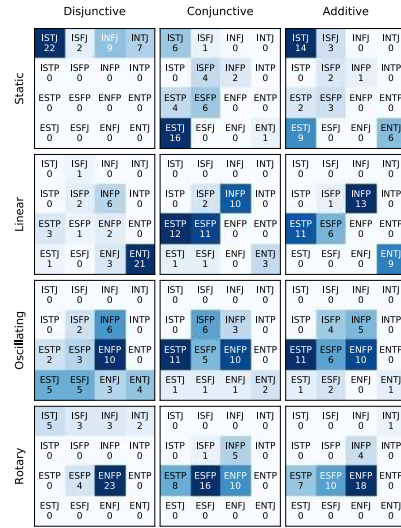 Disjunctive Conjunctive Additive
Static
ISTJ ISFJ INFJ INTJ ISTJ ISFJ INFJ INTJ ISTJ ISFJ INFJ INTJ
22 2 9 7 6 1 0 0 14 3 0 0
ISTP ISFP INFP INTP ISTP ISFP INFP INTP ISTP ISFP INFP INTP
0 0 0 0 0 4 2 0 0 2 1 0
ESTP ESFP ENFP ENTP ESTP ESFP ENFP ENTP ESTP ESFP ENFP ENTP
0 0 0 0 4 6 0 0 2 3 0 0
ESTJ ESFJ ENFJ ENTJ ESTJ ESFJ ENFJ ENTJ ESTJ ESFJ ENFJ ENTJ
0 0 0 0 16 0 0 1 9 0 0 6
Linear
ISTJ ISFJ INFJ INTJ ISTJ ISFJ INFJ INTJ ISTJ ISFJ INFJ INTJ
0 1 0 0 0 0 0 0 0 0 0 0
ISTP ISFP INFP INTP ISTP ISFP INFP INTP ISTP ISFP INFP INTP
0 2 6 0 0 2 10 0 0 1 13 0
ESTP ESFP ENFP ENTP ESTP ESFP ENFP ENTP ESTP ESFP ENFP ENTP
3 1 2 0 12 11 0 0 11 6 0 0
ESTJ ESFJ ENFJ ENTJ ESTJ ESFJ ENFJ ENTJ ESTJ ESFJ ENFJ ENTJ
1 0 3 21 1 1 0 3 0 0 0 9
Oscillating
ISTJ ISFJ INFJ INTJ ISTJ ISFJ INFJ INTJ ISTJ ISFJ INFJ INTJ
0 0 0 0 0 0 0 0 0 0 0 0
ISTP ISFP INFP INTP ISTP ISFP INFP INTP ISTP ISFP INFP INTP
0 2 6 0 0 6 3 0 0 4 5 0
ESTP ESFP ENFP ENTP ESTP ESFP ENFP ENTP ESTP ESFP ENFP ENTP
2 3 10 0 11 5 10 0 11 6 10 0
ESTJ ESFJ ENFJ ENTJ ESTJ ESFJ ENFJ ENTJ ESTJ ESFJ ENFJ ENTJ
5 5 3 4 1 1 1 2 1 2 0 1
Rotary
ISTJ ISFJ INFJ INTJ ISTJ ISFJ INFJ INTJ ISTJ ISFJ INFJ INTJ
5 3 3 2 0 0 0 0 0 0 0 1
ISTP ISFP INFP INTP ISTP ISFP INFP INTP ISTP ISFP INFP INTP
0 0 0 0 0 1 5 0 0 0 4 0
ESTP ESFP ENFP ENTP ESTP ESFP ENFP ENTP ESTP ESFP ENFP ENTP
0 4 23 0 8 16 10 0 7 10 18 0
ESTJ ESFJ ENFJ ENTJ ESTJ ESFJ ENFJ ENTJ ESTJ ESFJ ENFJ ENTJ
0 0 0 0 0 0 0 0 0 0 0 0